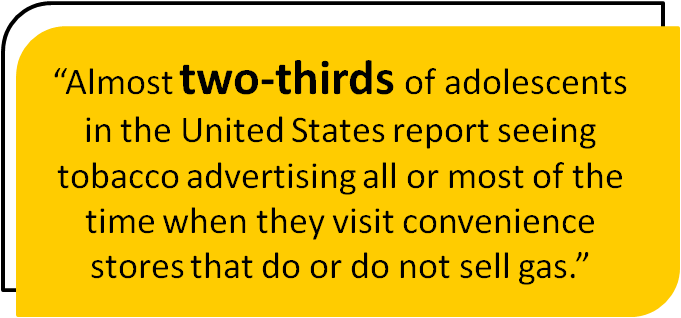 “Almost two-thirds of adolescents
in the United States report seeing
tobacco advertising all or most of the
time when they visit convenience
stores that do or do not sell gas.”